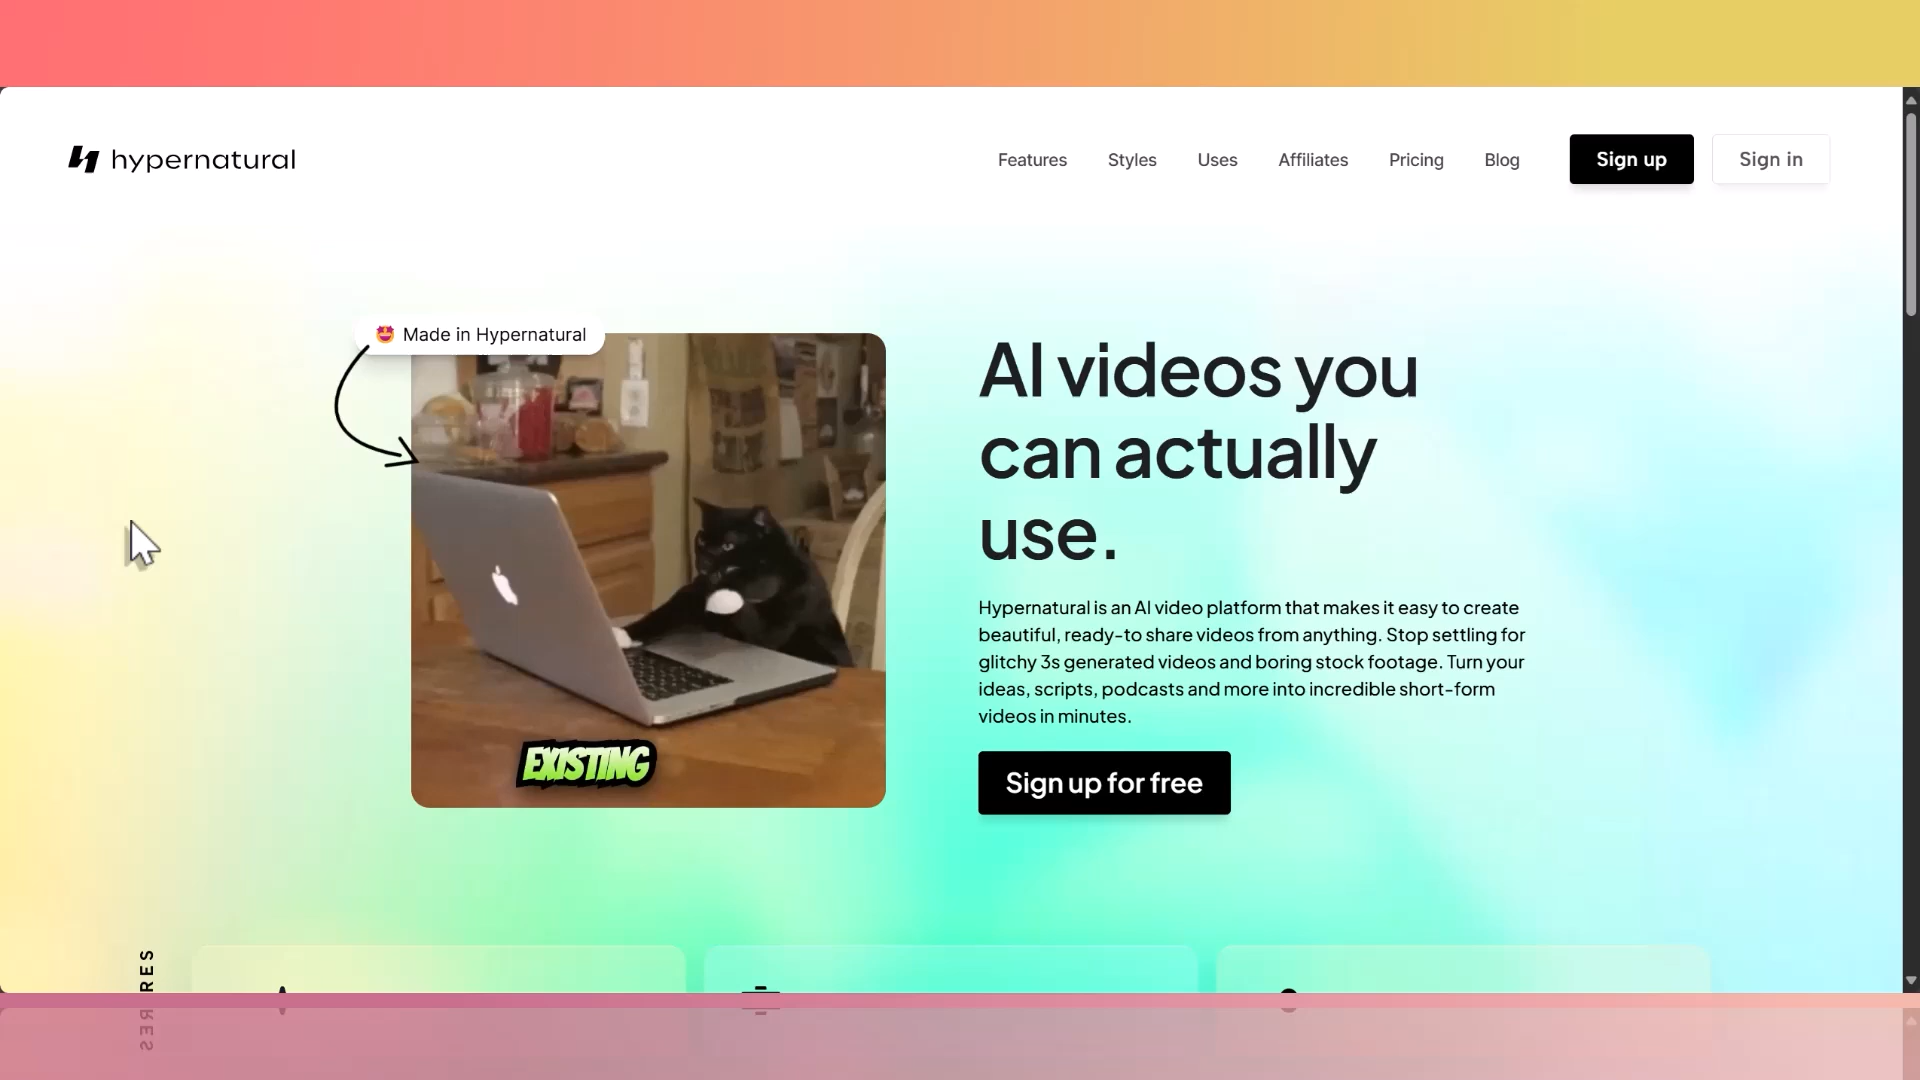 hypernatural
Features
Styles
Uses
Affiliates
Pricing
Blog
Sign up
Sign in
Made in Hypernatural
EXISTING
AI videos you
can actually
use.
Hypernatural is an AI video platform that makes it easy to create
beautiful, ready-to share videos from anything. Stop settling for
glitchy 3s generated videos and boring stock footage. Turn your
ideas, scripts, podcasts and more into incredible short-form
videos in minutes.
Sign up for free
RES